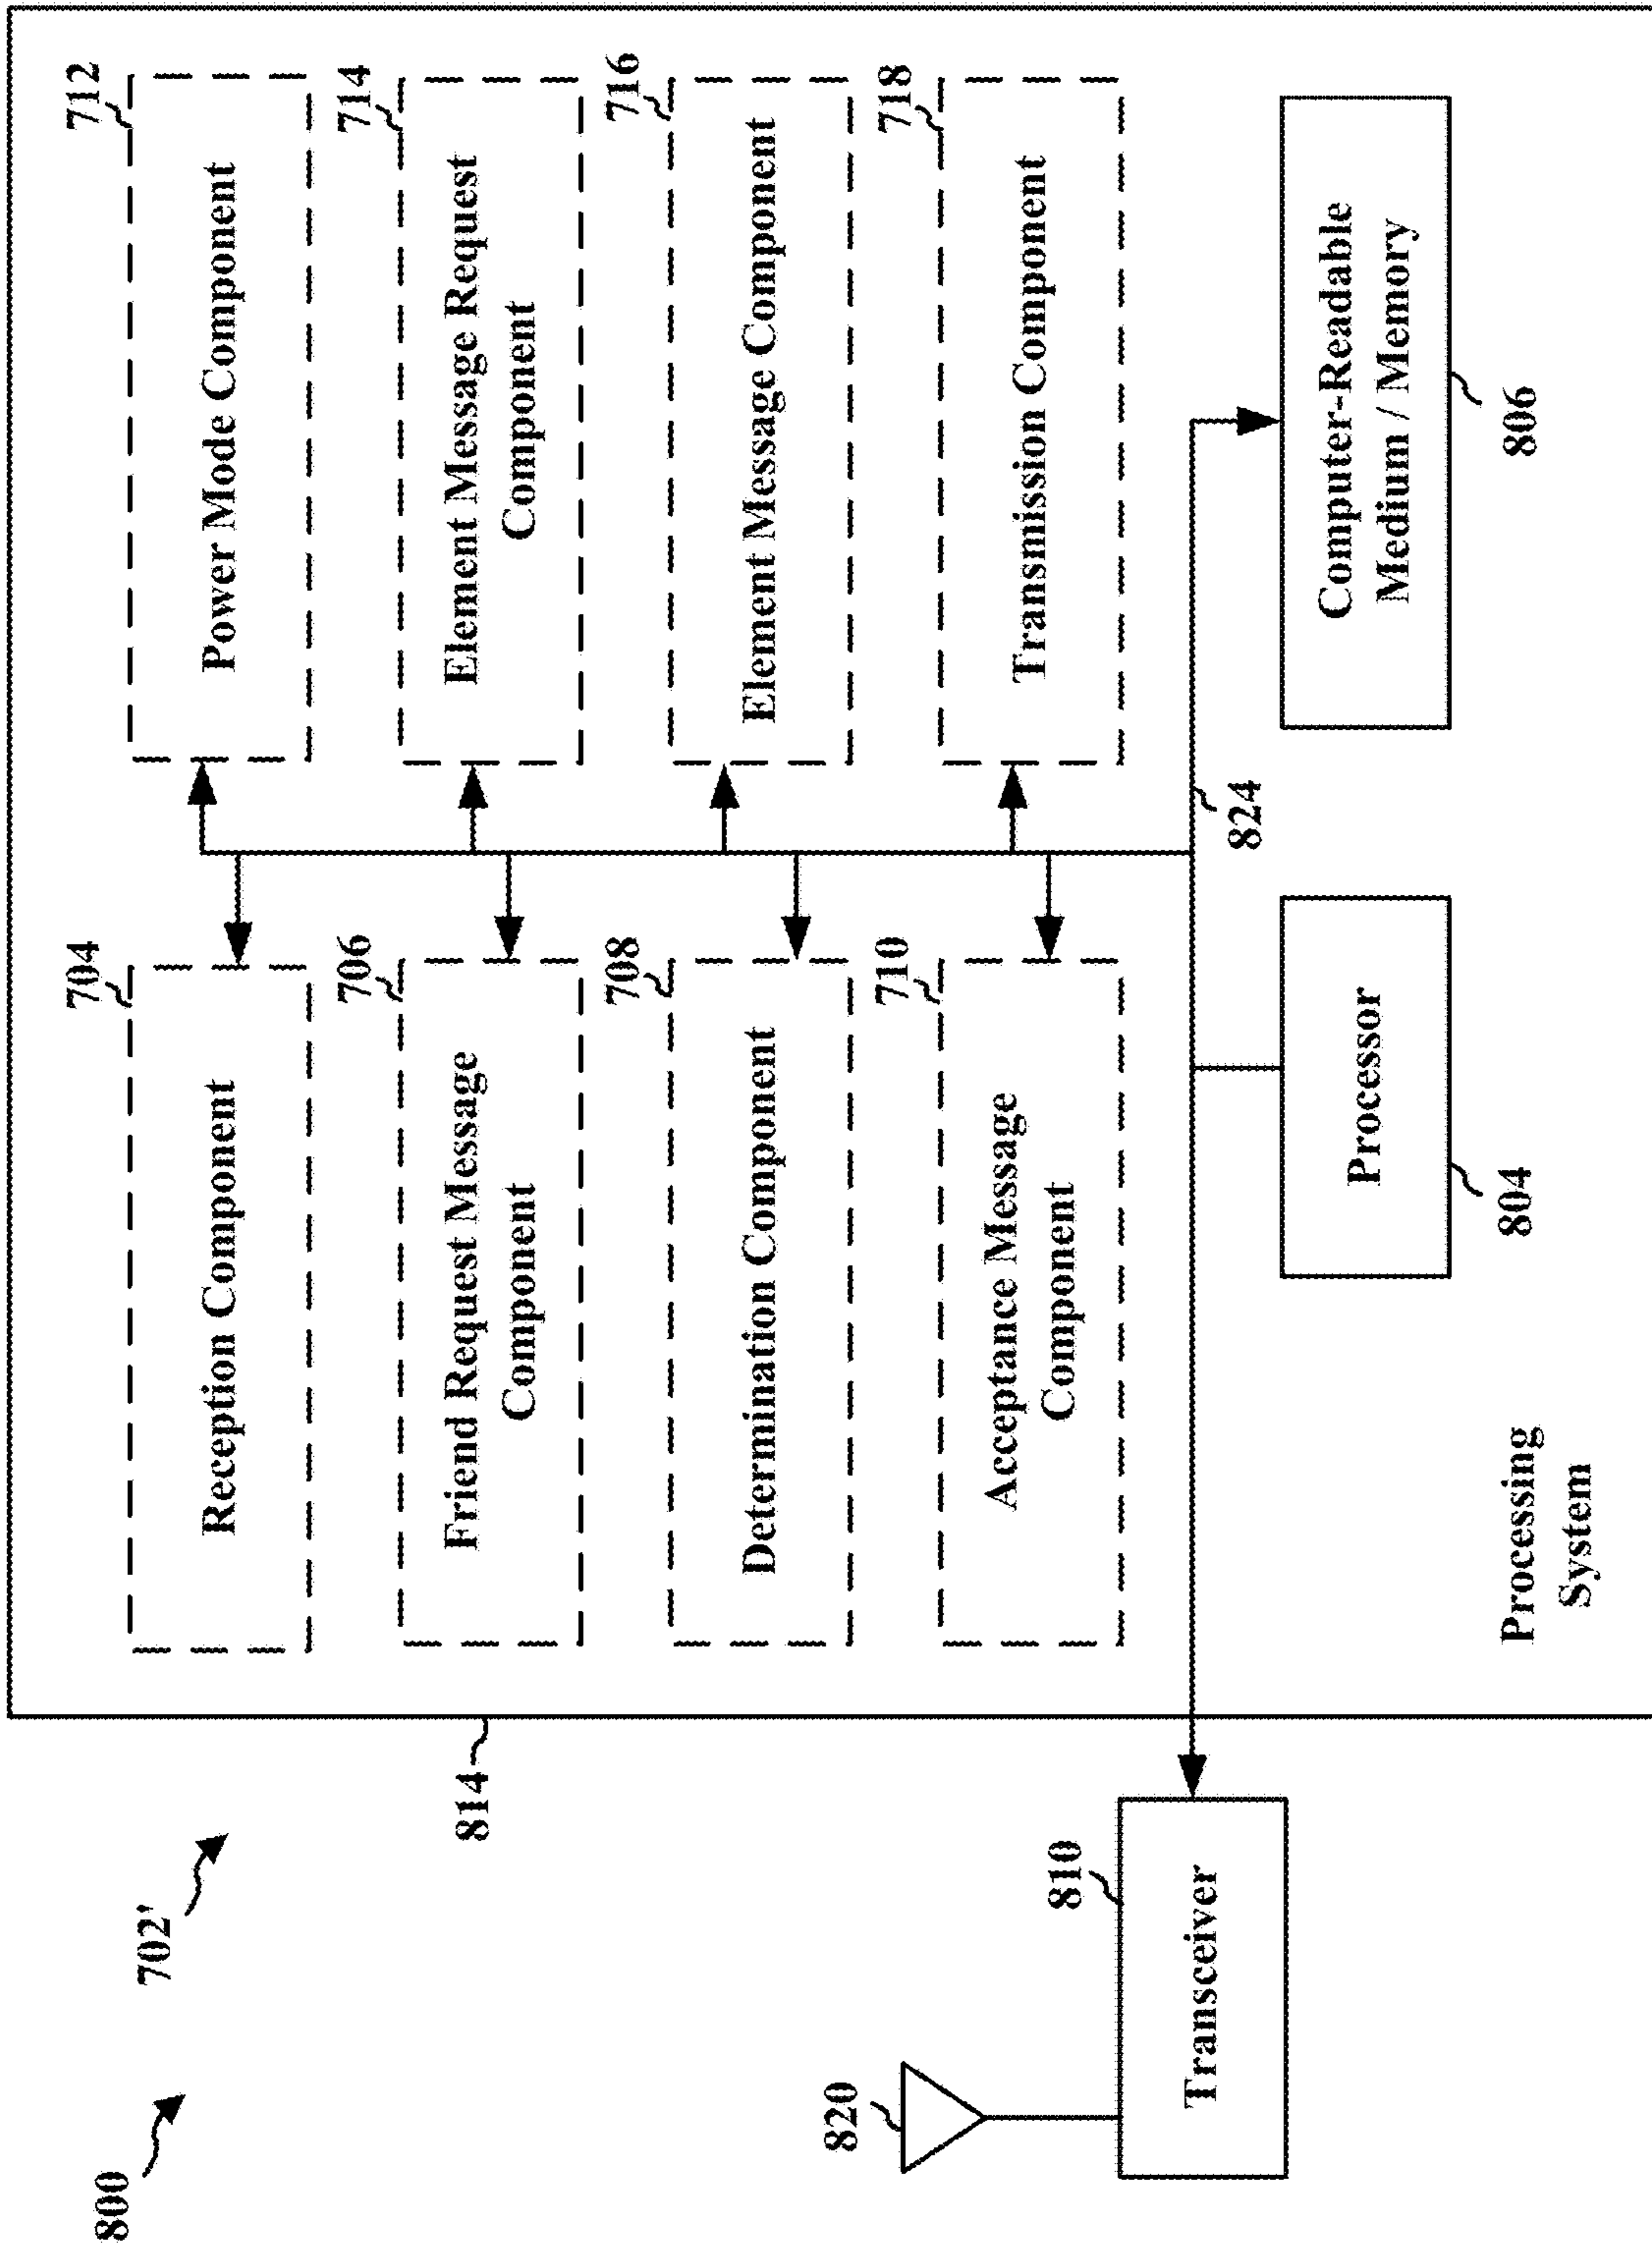 800
702'
814
704
Reception Component
706
Friend Request Message
Component
708
Determination Component
710
Acceptance Message
Component
712
Power Mode Component
714
Element Message Request
Component
716
Element Message Component
718
Transmission Component
820
810
Transceiver
824
Processor
804
Computer-Readable
Medium / Memory
806
Processing
System